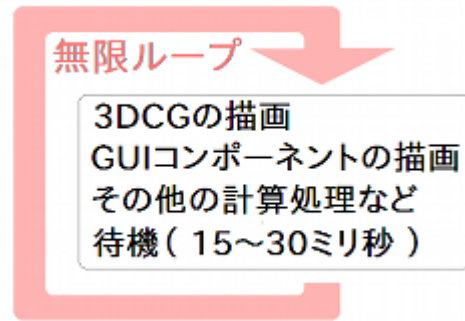 無限ループ
3DCGの描画
GUIコンポーネントの描画
その他の計算処理など
待機( 15～30ミリ秒 )